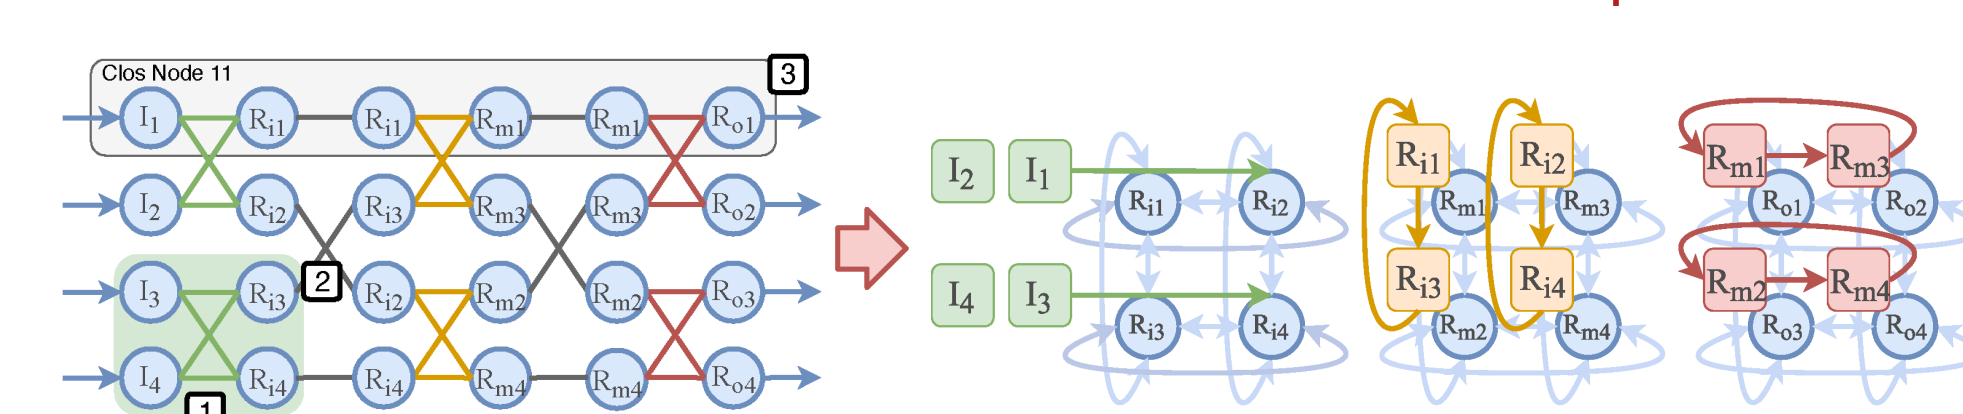 Clos Node 11
3
I1 Ri1 Ri1 Rm1 Rm1 Ro1
I2 Ri2 Ri3 Rm3 Rm3 Ro2
2
I3 Ri3 Ri2 Rm2 Rm2 Ro3
I4 Ri4 Ri4 Rm4 Rm4 Ro4
1
I2 I1
Ri1 Ri2
I4 I3
Ri3 Ri4
Ri1 Ri2
Rm1 Rm3
Ri3 Ri4
Rm2 Rm4
Rm1 Rm3
Ro1 Ro2
Rm2 Rm4
Ro3 Ro4